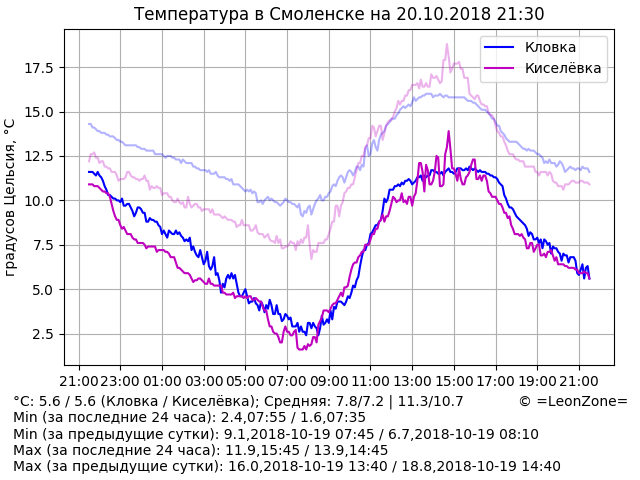 Температура в Смоленске на 20.10.2018 21:30
градусов Цельсия, °C
Кловка
Киселёвка
17.5
15.0
12.5
10.0
7.5
5.0
2.5
21:00 23:00 01:00 03:00 05:00 07:00 09:00 11:00 13:00 15:00 17:00 19:00 21:00
°C: 5.6 / 5.6 (Кловка / Киселёвка); Средняя: 7.8/7.2 | 11.3/10.7 © =LeonZone=
Min (за последние 24 часа): 2.4,07:55 / 1.6,07:35
Min (за предыдущие сутки): 9.1,2018-10-19 07:45 / 6.7,2018-10-19 08:10
Max (за последние 24 часа): 11.9,15:45 / 13.9,14:45
Max (за предыдущие сутки): 16.0,2018-10-19 13:40 / 18.8,2018-10-19 14:40